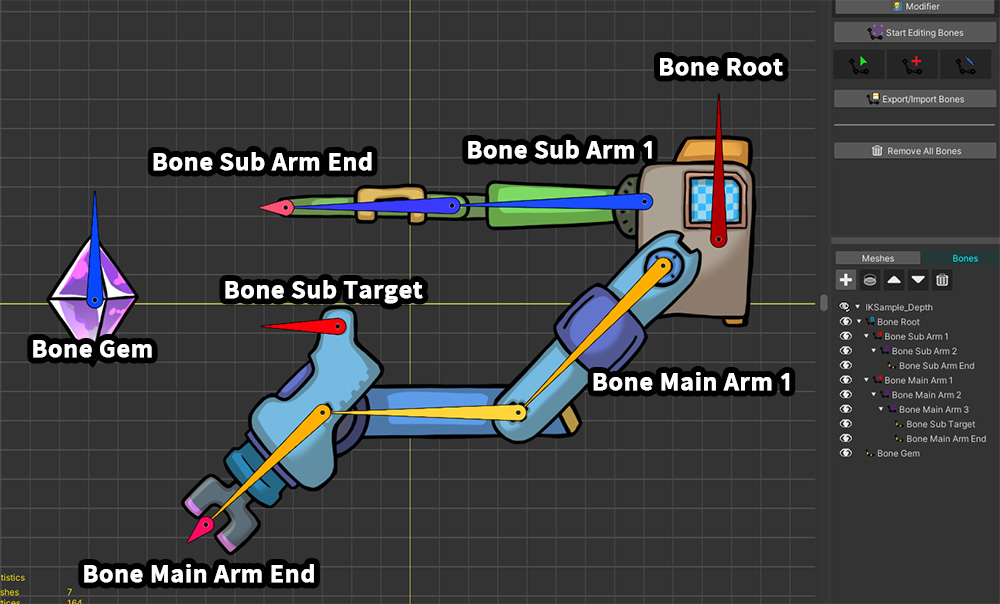 Modifier
Start Editing Bones
Export/Import Bones
Remove All Bones
Bone Root
Bone Sub Arm 1
Bone Sub Arm End
Bone Sub Target
Bone Gem
Bone Main Arm 1
Bone Main Arm End
tistics
shes 7
tices 164
Meshes Bones
IKSample_Depth
Bone Root
Bone Sub Arm 1
Bone Sub Arm 2
Bone Sub Arm End
Bone Main Arm 1
Bone Main Arm 2
Bone Main Arm 3
Bone Sub Target
Bone Main Arm End
Bone Gem